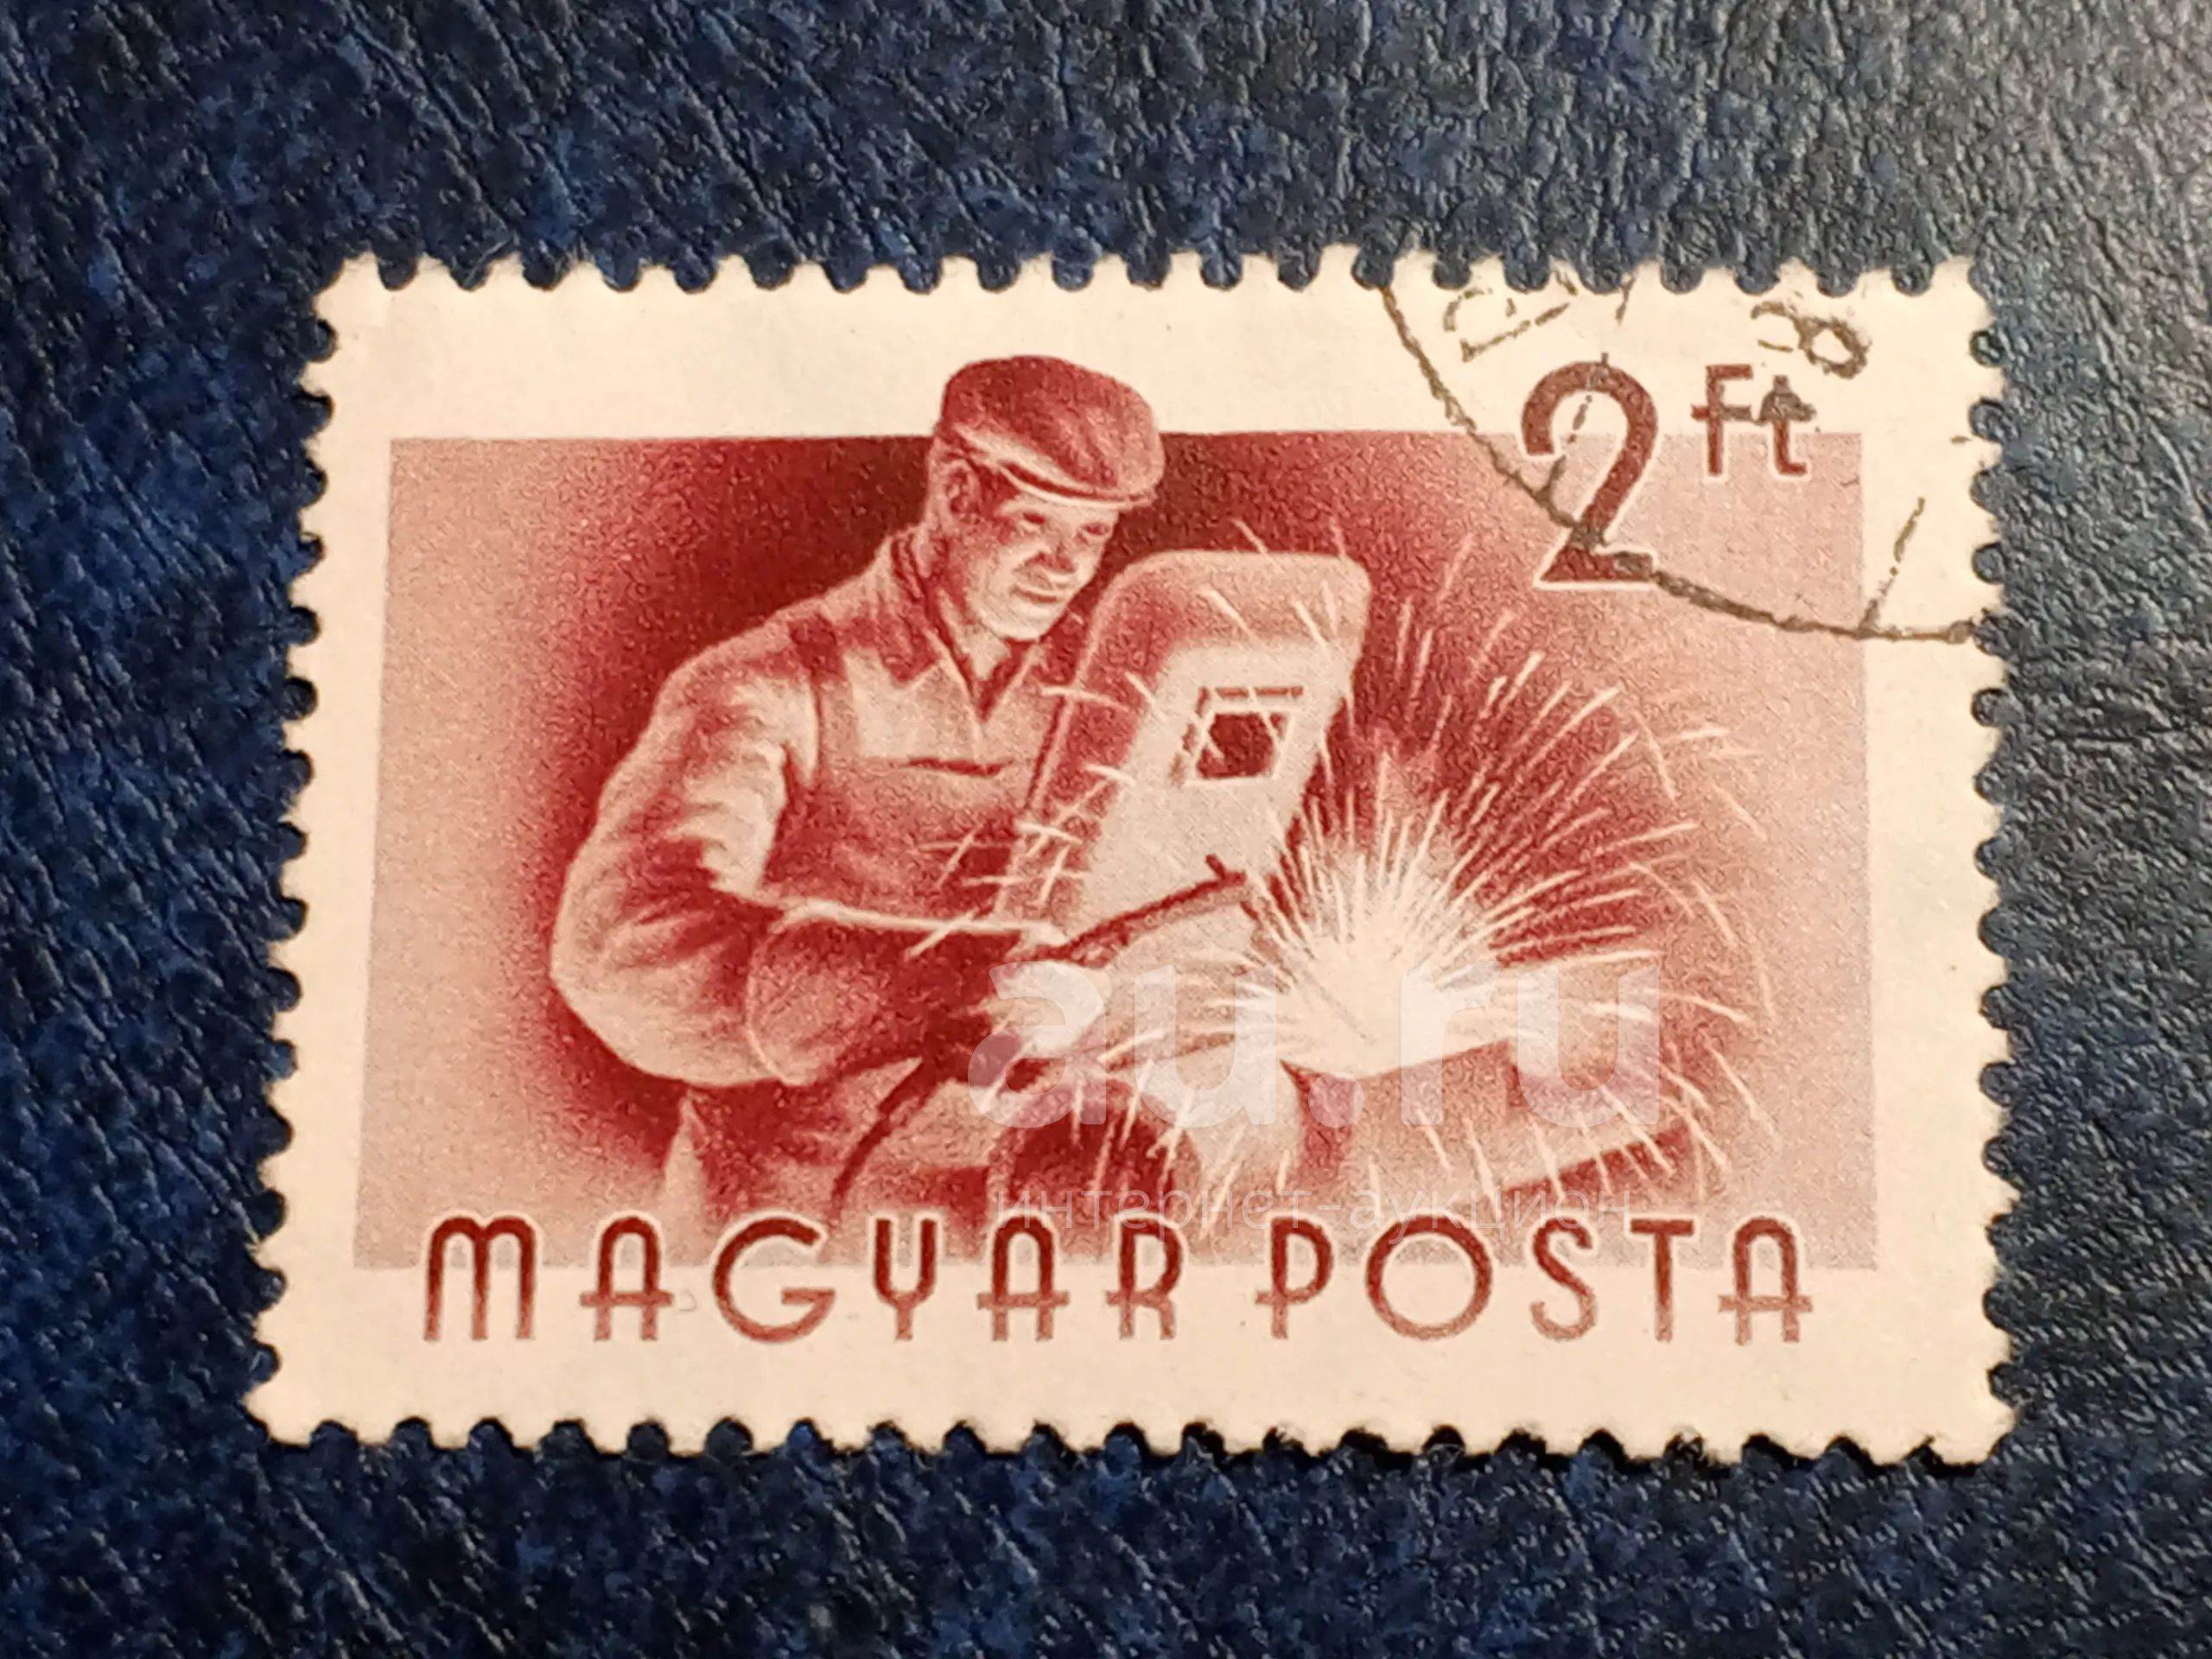 2 Ft
au.ru
интернет-аукцион
MAGYAR POSTA